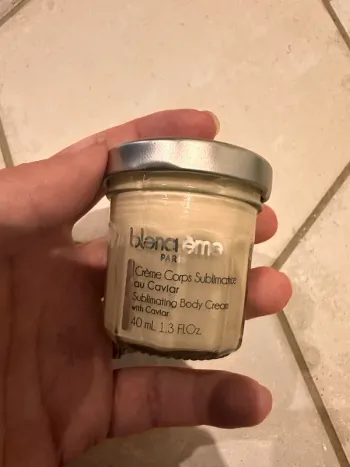 blancrème
PARIS
Crème Corps Sublimatrice
au Caviar
Sublimating Body Cream
with Caviar
40 mL 1.3 Fl.Oz.